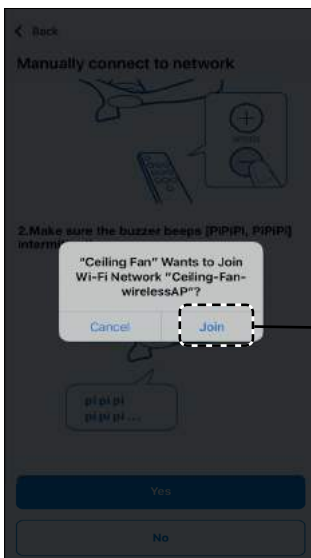 Back
Manually connect to network
2.Make sure the buzzer beeps [PiPiPi, PiPiPi]
"Ceiling Fan" Wants to Join
Wi-Fi Network "Ceiling-Fan-
wirelessAP"?
Cancel
Join
pi pi pi
pi pi pi ...
Yes
No